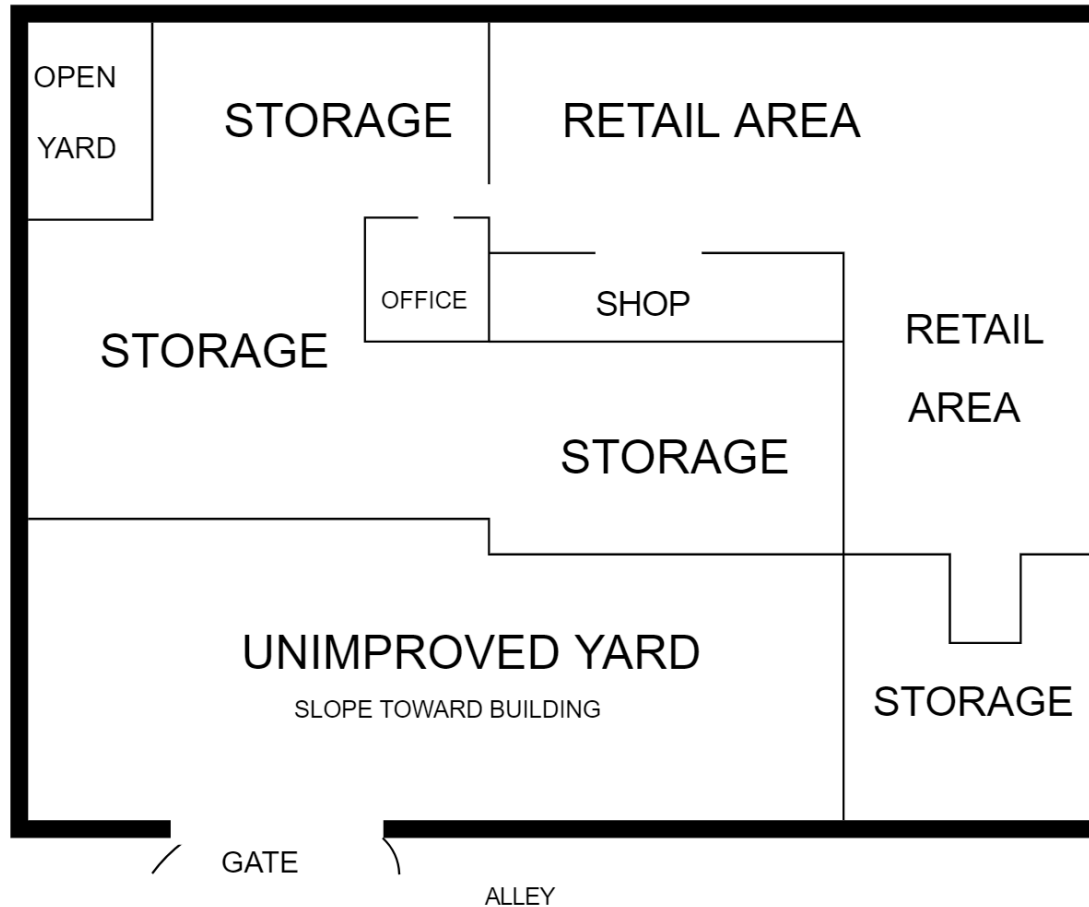 OPEN
YARD
STORAGE
RETAIL AREA
OFFICE
SHOP
STORAGE
RETAIL
AREA
STORAGE
UNIMPROVED YARD
SLOPE TOWARD BUILDING
STORAGE
GATE
ALLEY